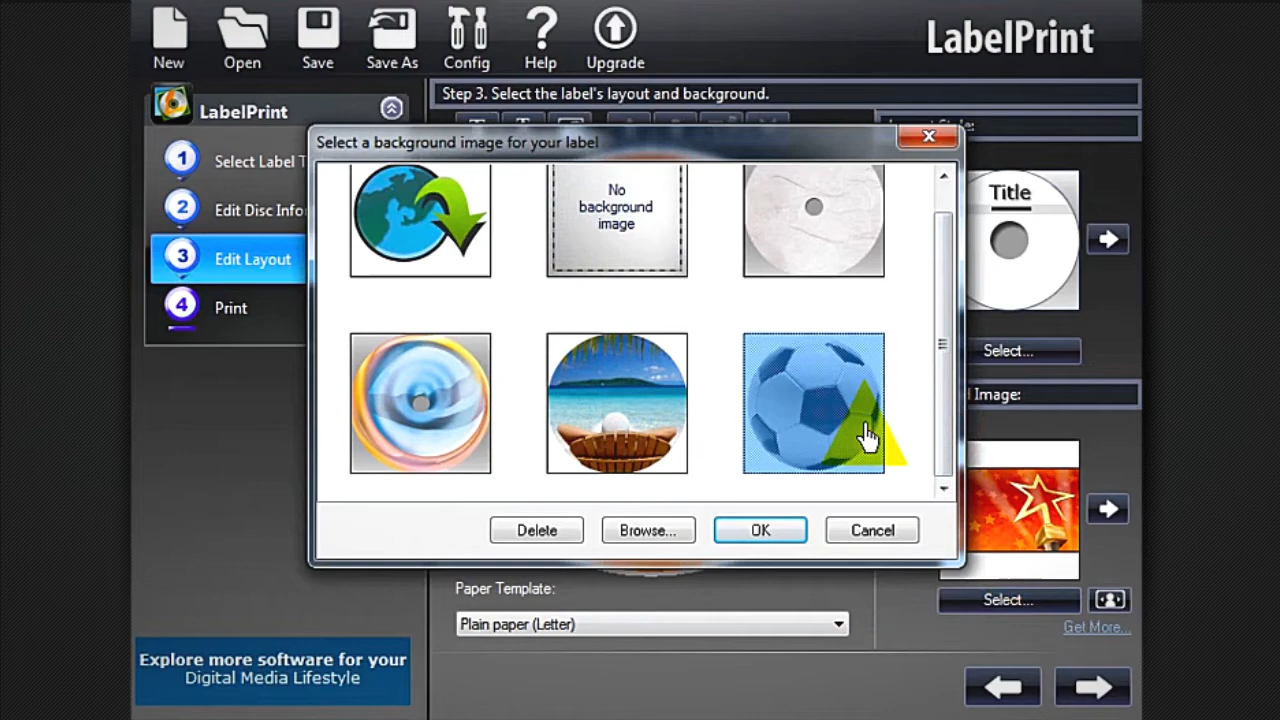 New
Open
Save
Save As
Config
Help
Upgrade
LabelPrint
LabelPrint
Step 3. Select the label's layout and background.
1
Select Label T
2
Edit Disc Info
3
Edit Layout
4
Print
Select a background image for your label
No
background
image
Delete
Browse...
OK
Cancel
Style:
Title
Select...
Image:
Select...
Get More...
Paper Template:
Plain paper (Letter)
Explore more software for your
Digital Media Lifestyle